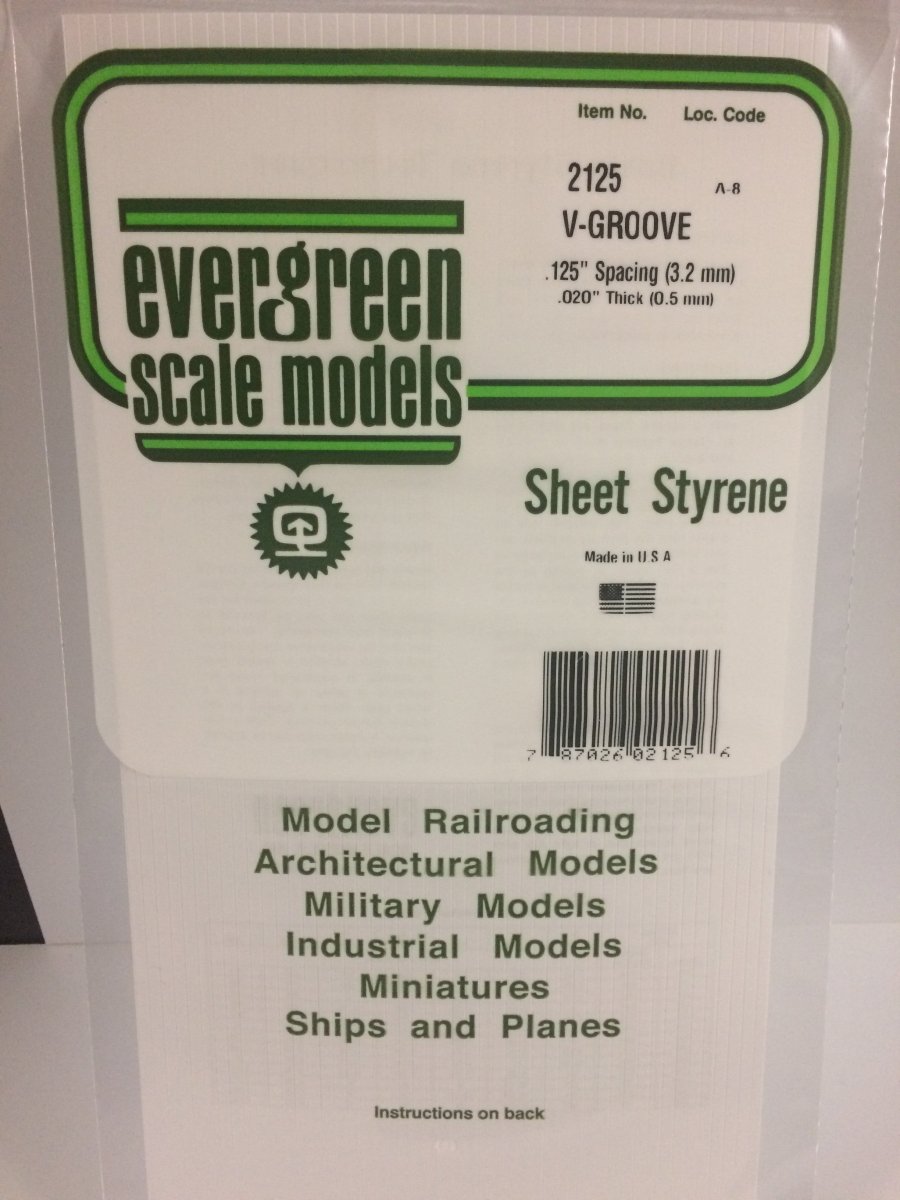 Item No. Loc. Code
2125 A-8
V-GROOVE
.125" Spacing (3.2 mm)
.020" Thick (0.5 mm)
evergreen
scale models
Sheet Styrene
Made in U S A
7 87026 02125 6
Model Railroading
Architectural Models
Military Models
Industrial Models
Miniatures
Ships and Planes
Instructions on back